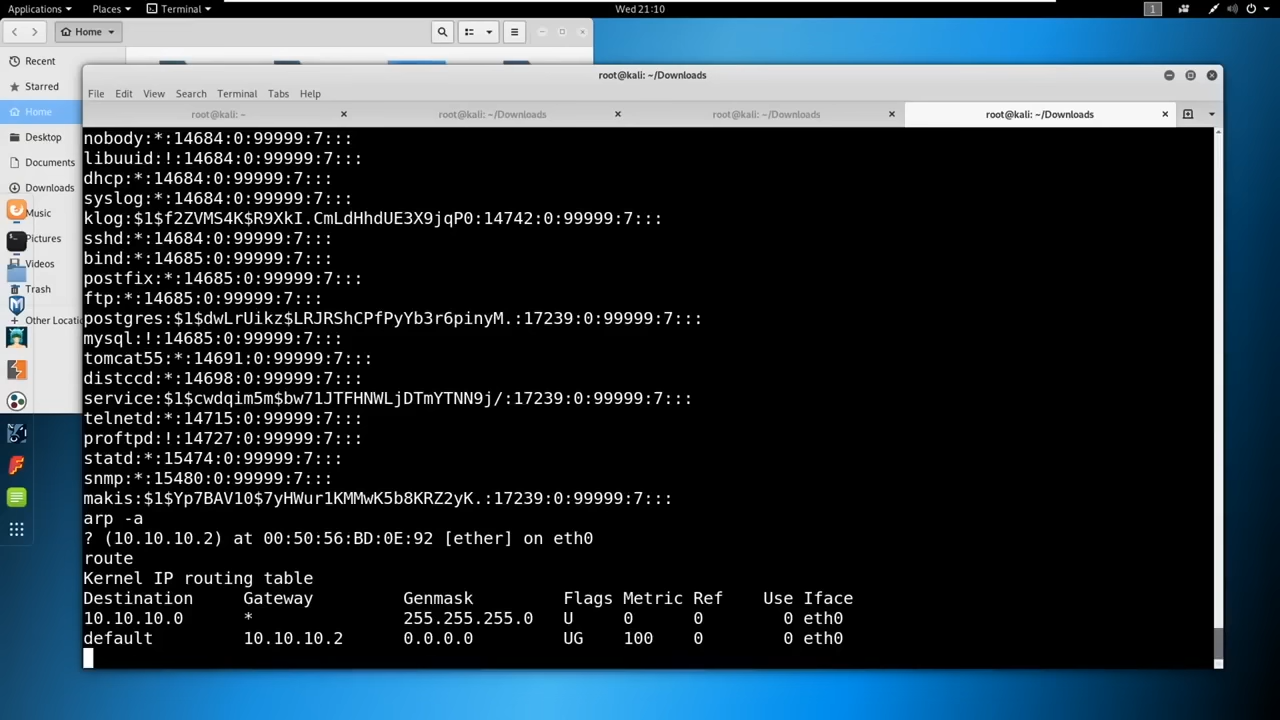 Applications Places Terminal Wed 21:10 1
Home
Recent
Starred
Home
Desktop
Documents
Downloads
Music
Pictures
Videos
Trash
Other Locatio
root@kali: ~/Downloads
File Edit View Search Terminal Tabs Help
root@kali: ~ root@kali: ~/Downloads root@kali: ~/Downloads root@kali: ~/Downloads
nobody:*:14684:0:99999:7:::
libuuid:!:14684:0:99999:7:::
dhcp:*:14684:0:99999:7:::
syslog:*:14684:0:99999:7:::
klog:$1$f2ZVMS4K$R9XkI.CmLdHhdUE3X9jqP0:14742:0:99999:7:::
sshd:*:14684:0:99999:7:::
bind:*:14685:0:99999:7:::
postfix:*:14685:0:99999:7:::
ftp:*:14685:0:99999:7:::
postgres:$1$dwLrUikz$LRJRShCPfPyYb3r6pinyM.:17239:0:99999:7:::
mysql:!:14685:0:99999:7:::
tomcat55:*:14691:0:99999:7:::
distccd:*:14698:0:99999:7:::
service:$1$cwdqim5m$bw71JTFHNWLjDTmYTNN9j/:17239:0:99999:7:::
telnetd:*:14715:0:99999:7:::
proftpd:!:14727:0:99999:7:::
statd:*:15474:0:99999:7:::
snmp:*:15480:0:99999:7:::
makis:$1$Yp7BAV10$7yHWur1KMMwK5b8KRZ2yK.:17239:0:99999:7:::
arp -a
? (10.10.10.2) at 00:50:56:BD:0E:92 [ether] on eth0
route
Kernel IP routing table
Destination Gateway Genmask Flags Metric Ref Use Iface
10.10.10.0 * 255.255.255.0 U 0 0 0 eth0
default 10.10.10.2 0.0.0.0 UG 100 0 0 eth0